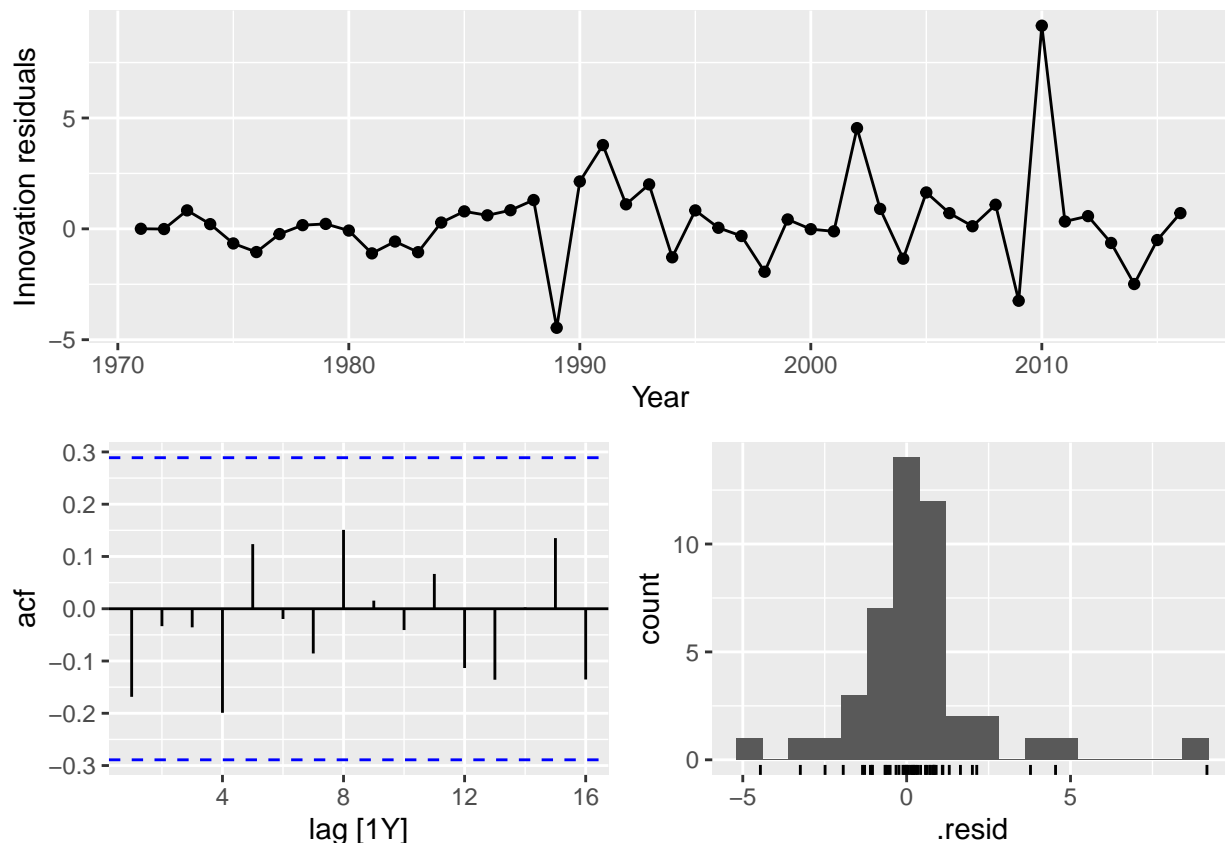 Innovation residuals
5
0
−5
1970 1980 1990 2000 2010
Year
acf
0.3
0.2
0.1
0.0
−0.1
−0.2
−0.3
4 8 12 16
lag [1Y]
count
10
5
0
−5 0 5
.resid